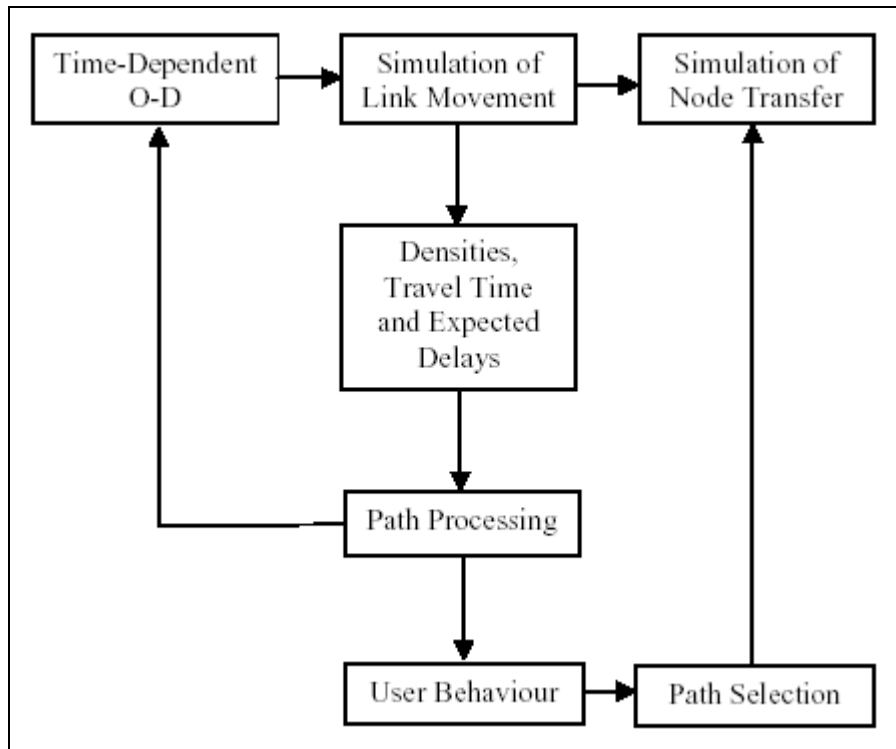 Time-Dependent
O-D
Simulation of
Link Movement
Simulation of
Node Transfer
Densities,
Travel Time
and Expected
Delays
Path Processing
User Behaviour
Path Selection